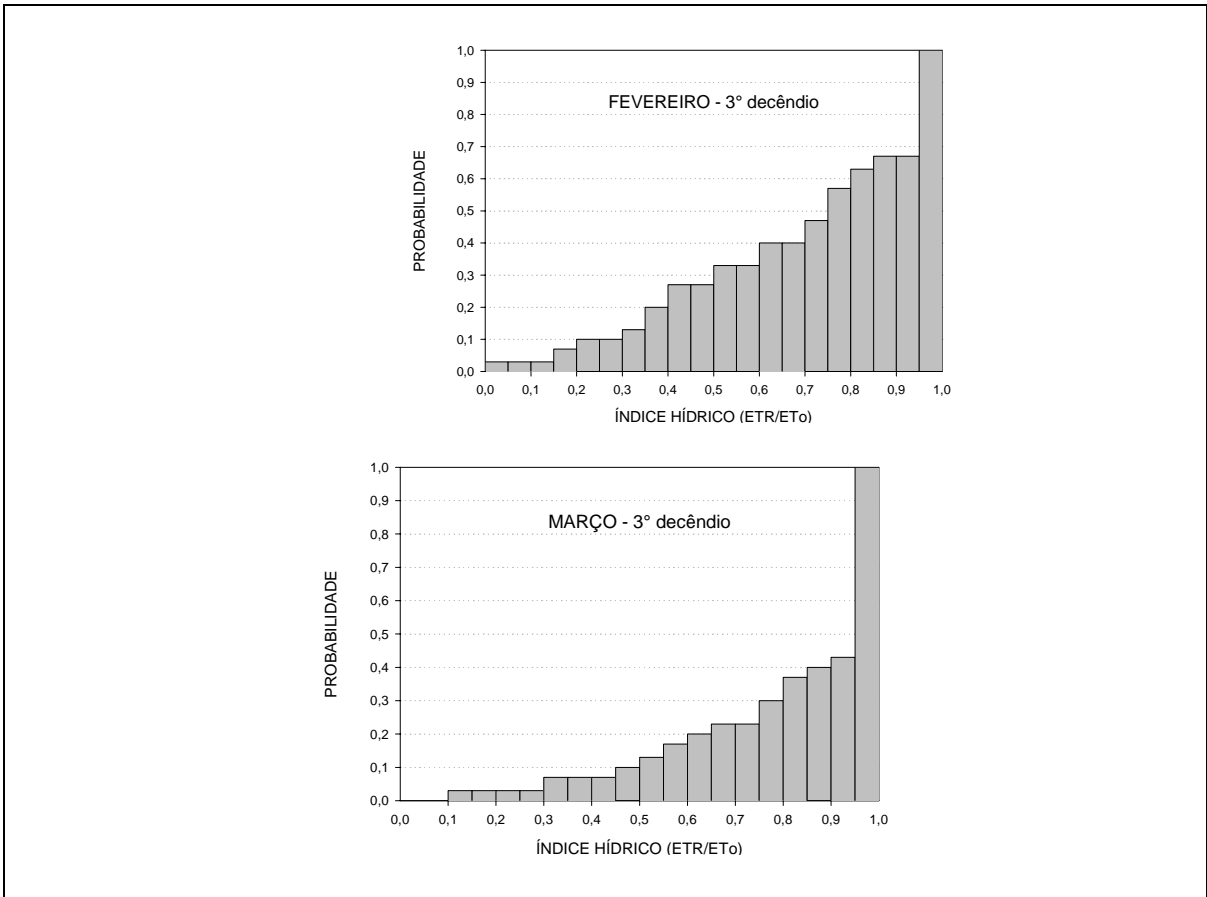 1,0
0,9
FEVEREIRO - 3° decêndio
0,8
0,7
0,6
0,5
0,4
0,3
0,2
0,1
0,0
PROBABILIDADE
0,0 0,1 0,2 0,3 0,4 0,5 0,6 0,7 0,8 0,9 1,0
ÍNDICE HÍDRICO (ETR/ETo)
1,0
0,9
MARÇO - 3° decêndio
0,8
0,7
0,6
0,5
0,4
0,3
0,2
0,1
0,0
PROBABILIDADE
0,0 0,1 0,2 0,3 0,4 0,5 0,6 0,7 0,8 0,9 1,0
ÍNDICE HÍDRICO (ETR/ETo)